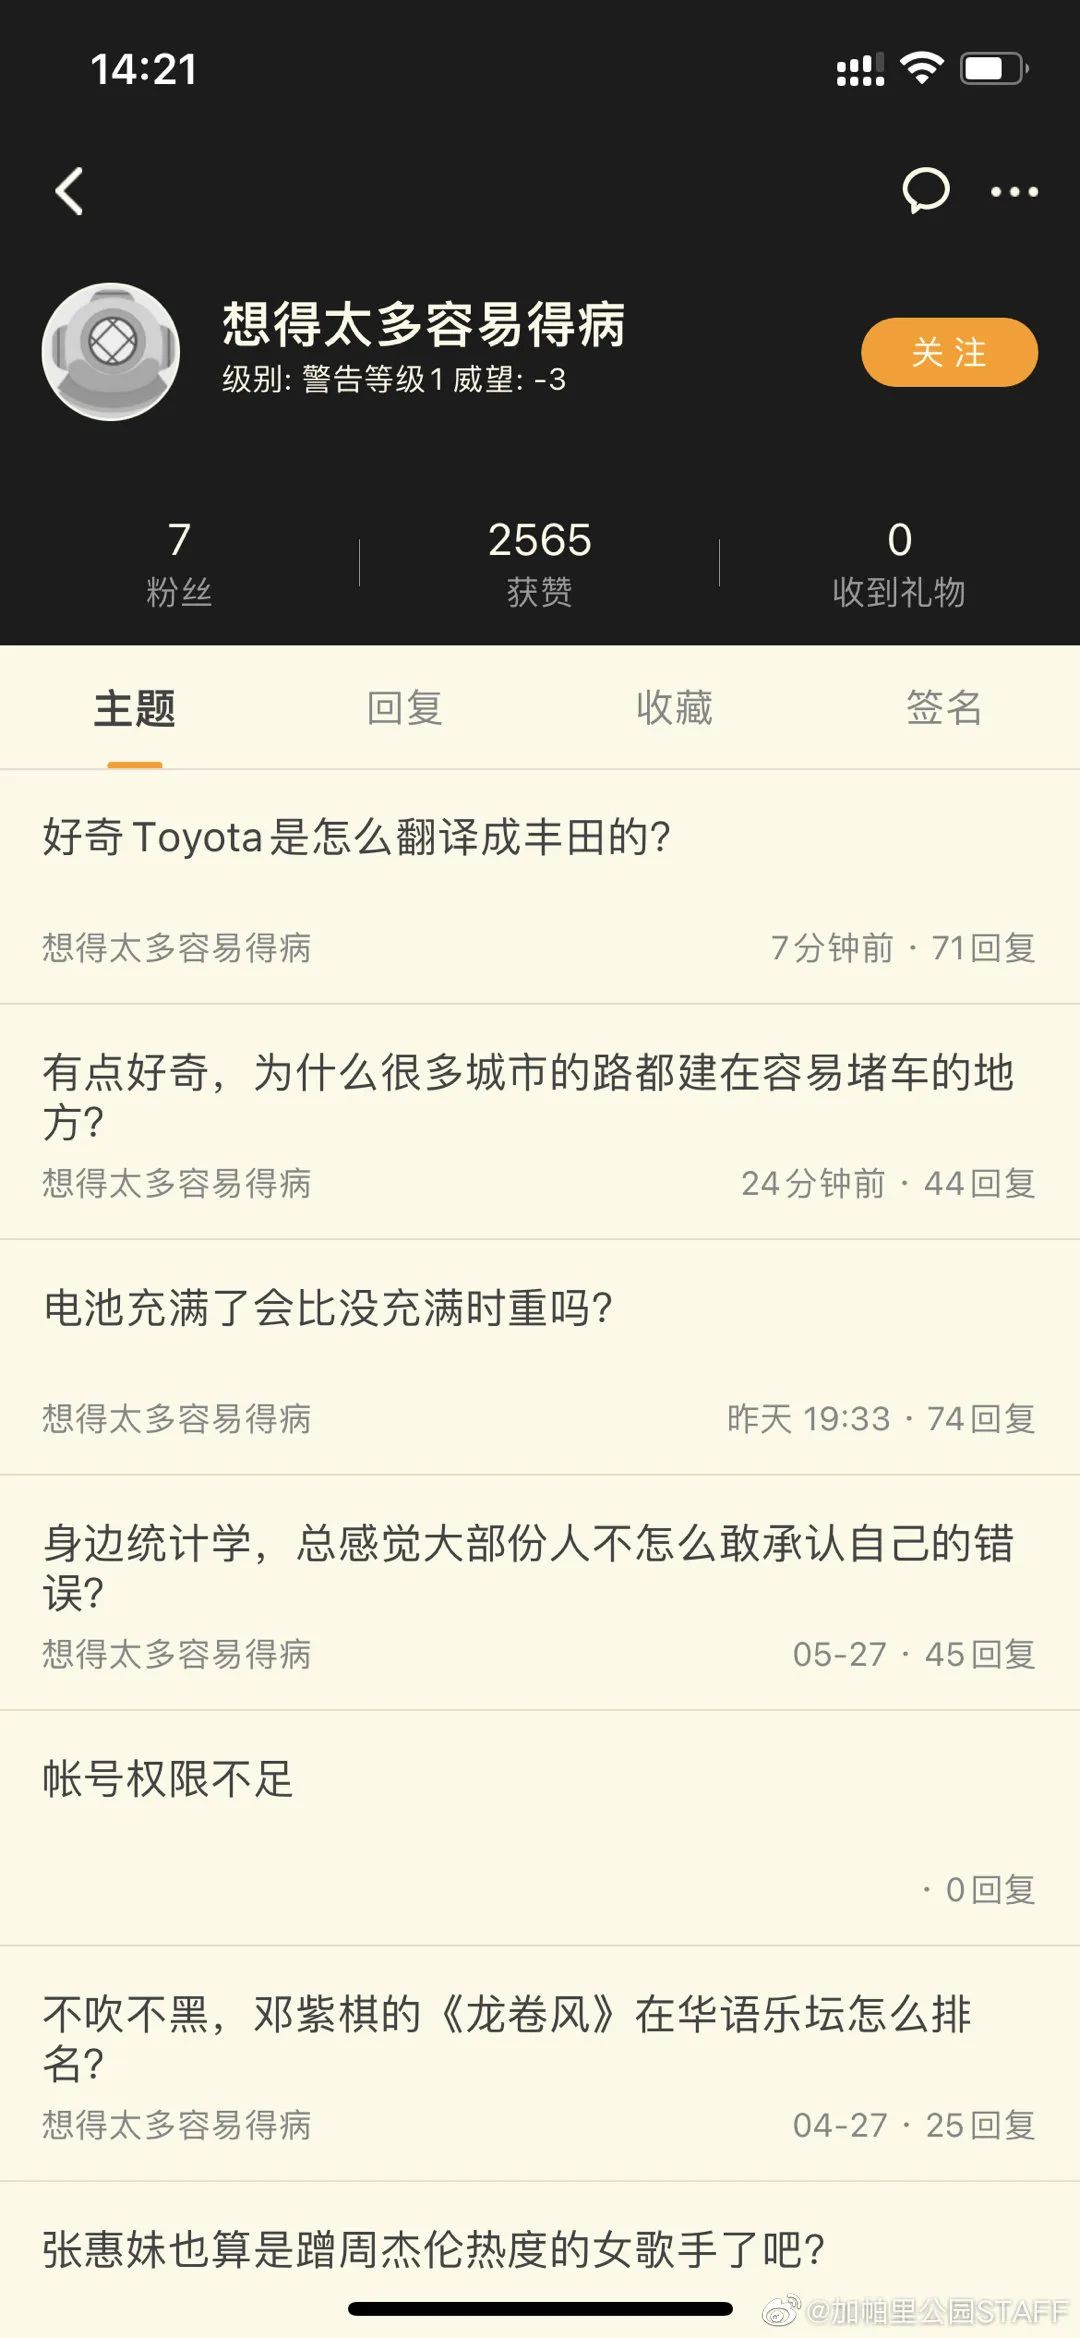 14:21
想得太多容易得病
级别: 警告等级1 威望: -3
关注
7
2565
0
粉丝
获赞
收到礼物
主题
回复
收藏
签名
好奇Toyota是怎么翻译成丰田的?
想得太多容易得病
7分钟前 · 71回复
有点好奇，为什么很多城市的路都建在容易堵车的地
方?
想得太多容易得病
24分钟前 · 44回复
电池充满了会比没充满时重吗?
想得太多容易得病
昨天 19:33 · 74回复
身边统计学，总感觉大部份人不怎么敢承认自己的错
误?
想得太多容易得病
05-27 · 45回复
帐号权限不足
· 0回复
不吹不黑，邓紫棋的《龙卷风》在华语乐坛怎么排
名?
想得太多容易得病
04-27 · 25回复
张惠妹也算是蹭周杰伦热度的女歌手了吧?
@加帕里公园STAFF